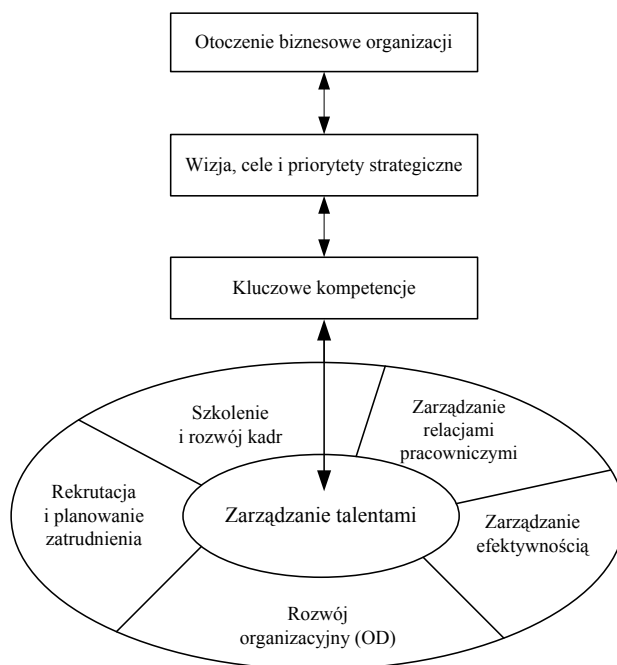 Otoczenie biznesowe organizacji
Wizja, cele i priorytety strategiczne
Kluczowe kompetencje
Szkolenie
i rozwój kadr
Zarządzanie
relacjami
pracowniczymi
Rekrutacja
i planowanie
zatrudnienia
Zarządzanie talentami
Zarządzanie
efektywnością
Rozwój
organizacyjny (OD)